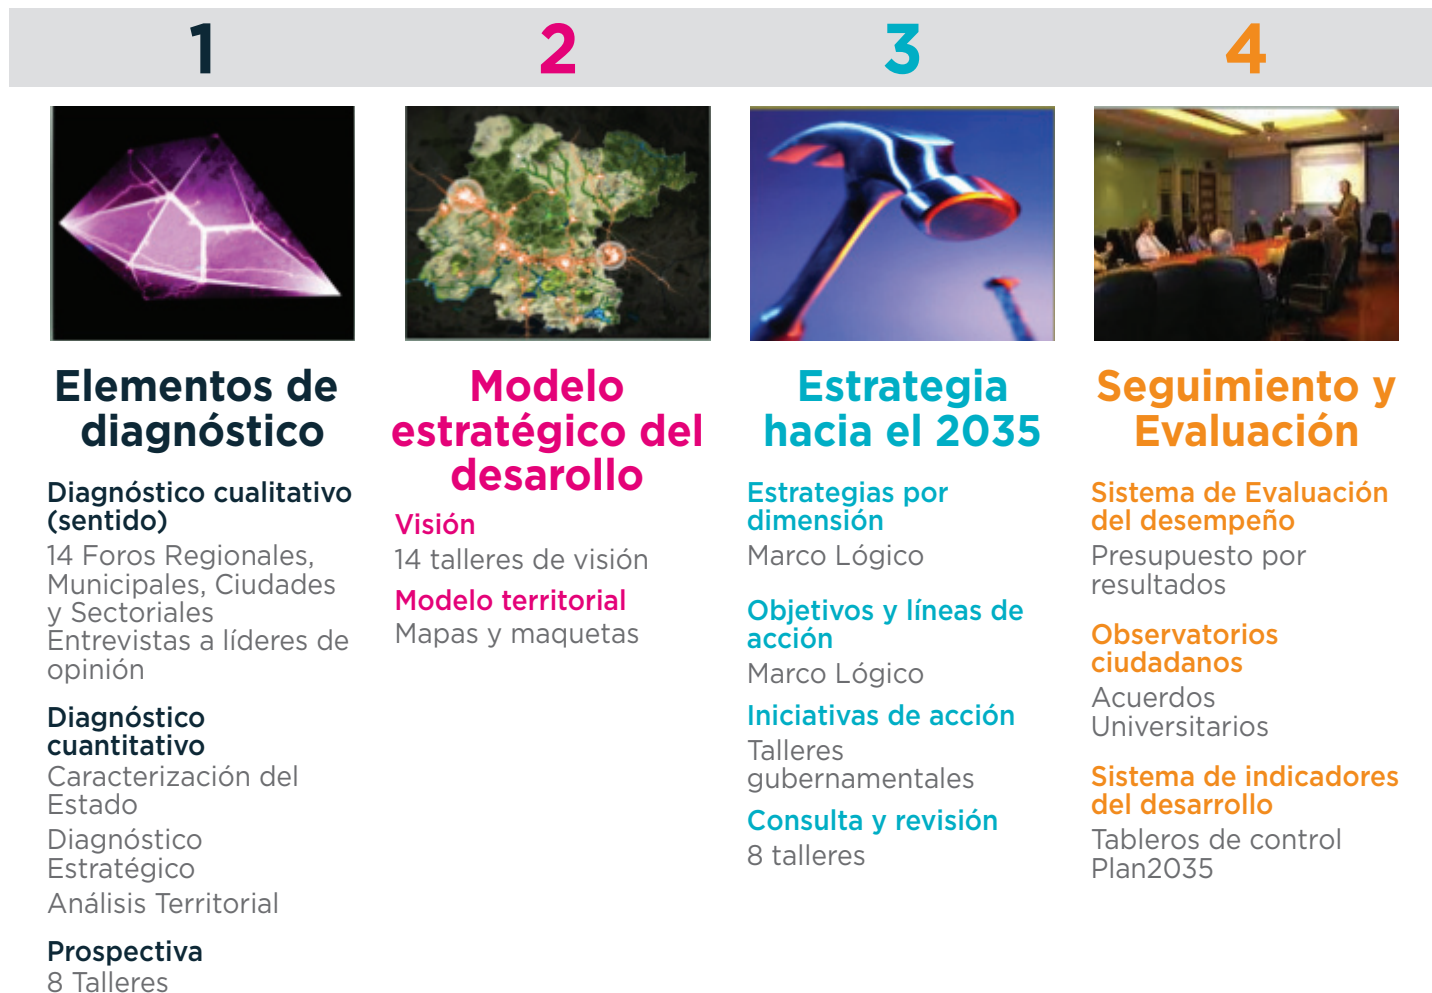 1
2
3
4
Elementos de
diagnóstico
Diagnóstico cualitativo
(sentido)
14 Foros Regionales,
Municipales, Ciudades
y Sectoriales
Entrevistas a líderes de
opinión
Diagnóstico
cuantitativo
Caracterización del
Estado
Diagnóstico
Estratégico
Análisis Territorial
Prospectiva
8 Talleres
Modelo
estratégico del
desarollo
Visión
14 talleres de visión
Modelo territorial
Mapas y maquetas
Estrategia
hacia el 2035
Estrategias por
dimensión
Marco Lógico
Objetivos y líneas de
acción
Marco Lógico
Iniciativas de acción
Talleres
gubernamentales
Consulta y revisión
8 talleres
Seguimiento y
Evaluación
Sistema de Evaluación
del desempeño
Presupuesto por
resultados
Observatorios
ciudadanos
Acuerdos
Universitarios
Sistema de indicadores
del desarrollo
Tableros de control
Plan2035